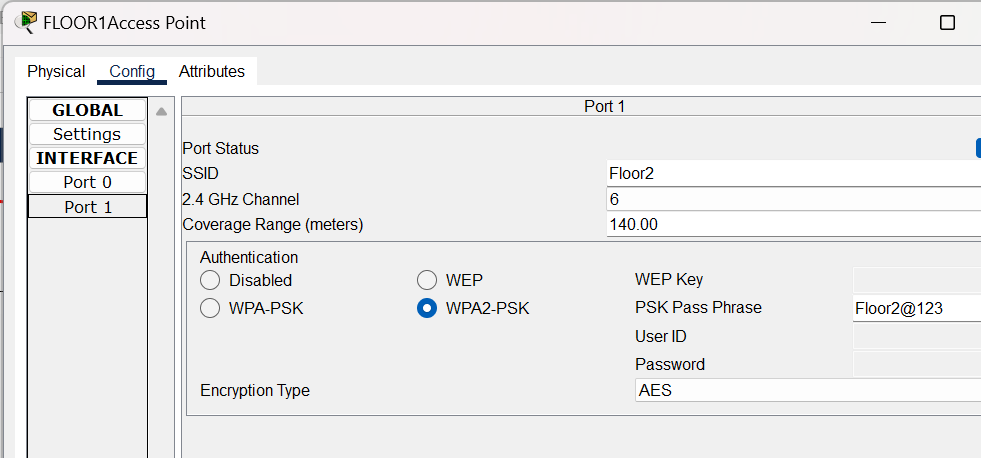 FLOOR1Access Point
Physical Config Attributes
GLOBAL
Settings
INTERFACE
Port 0
Port 1
Port 1
Port Status
SSID Floor2
2.4 GHz Channel 6
Coverage Range (meters) 140.00
Authentication
Disabled WEP WEP Key
WPA-PSK WPA2-PSK PSK Pass Phrase Floor2@123
User ID
Password
Encryption Type AES